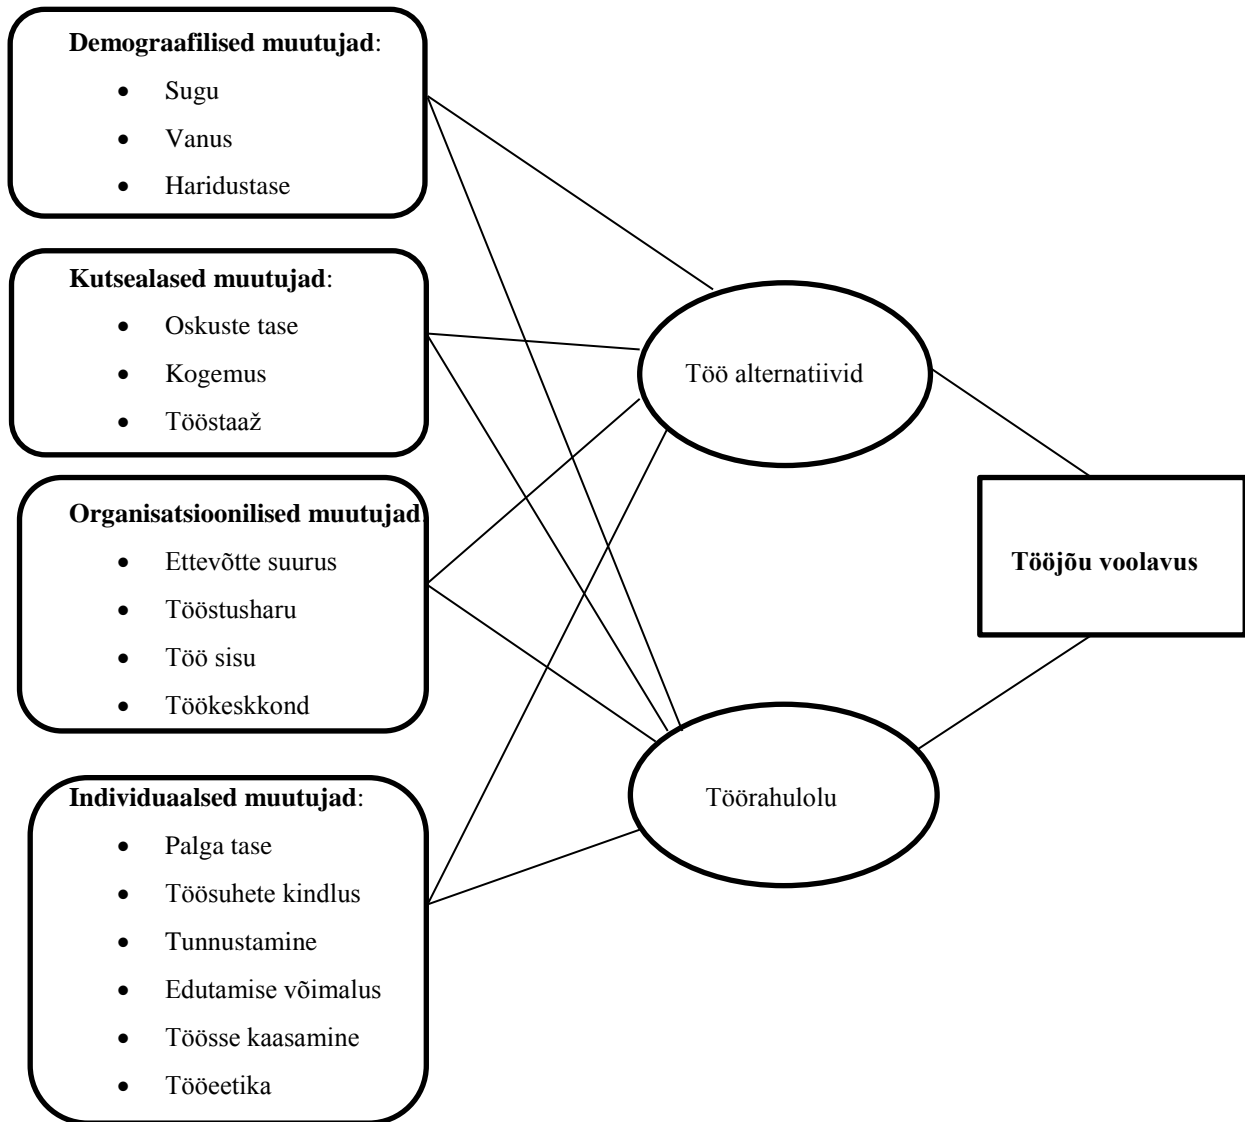 Demograafilised muutujad:
• Sugu
• Vanus
• Haridustase
Kutsealased muutujad:
• Oskuste tase
• Kogemus
• Tööstaaž
Organisatsioonilised muutujad:
• Ettevõtte suurus
• Tööstusharu
• Töö sisu
• Töökeskkond
Individuaalsed muutujad:
• Palga tase
• Töösuhete kindlus
• Tunnustamine
• Edutamise võimalus
• Töösse kaasamine
• Tööeetika
Töö alternatiivid
Töörahulolu
Tööjõu voolavus